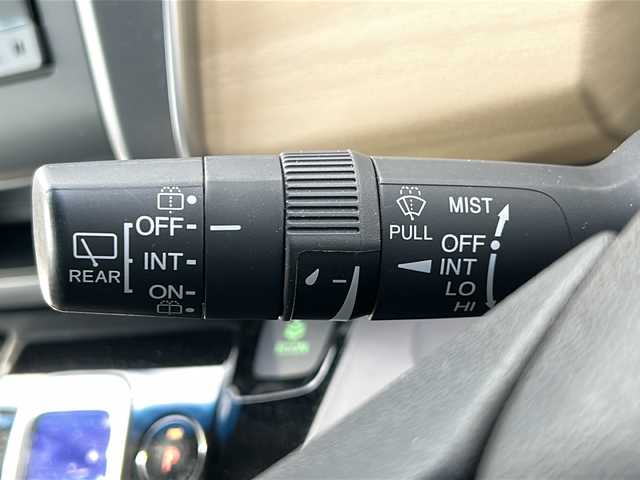 REAR
OFF
INT
ON
PULL
MIST
OFF
INT
LO
HI
P